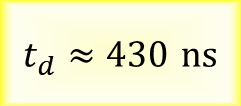 t_d ≈ 430 ns